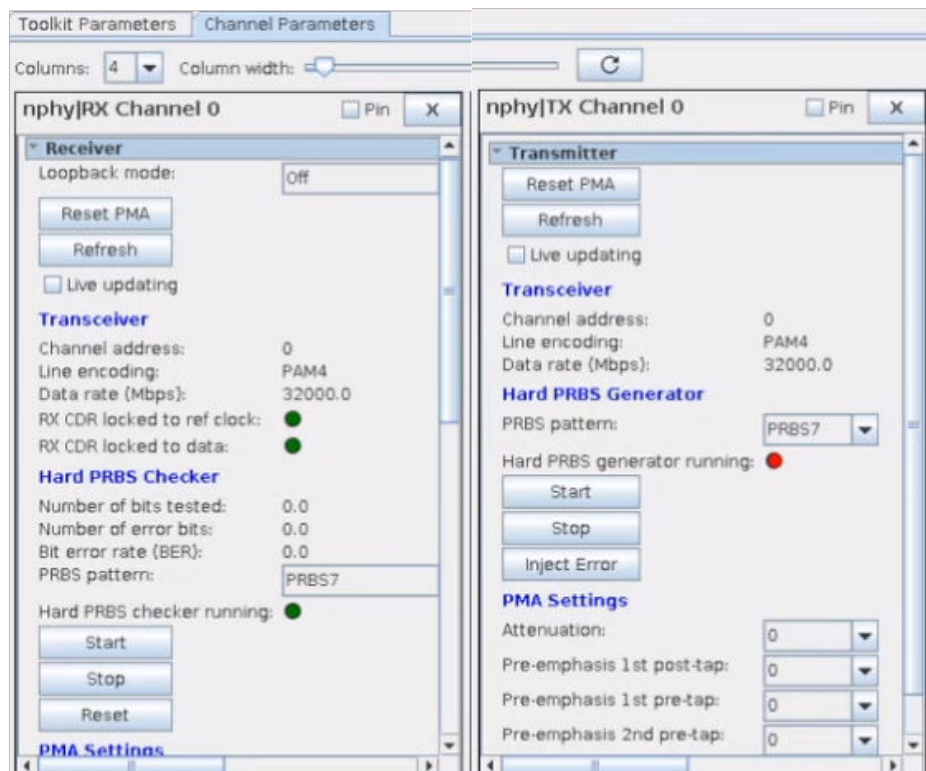 Toolkit Parameters Channel Parameters
Columns: 4 Column width:
nphy|RX Channel 0 Pin X
Receiver
Loopback mode: Off
Reset PMA
Refresh
Live updating
Transceiver
Channel address: 0
Line encoding: PAM4
Data rate (Mbps): 32000.0
RX CDR locked to ref clock:
RX CDR locked to data:
Hard PRBS Checker
Number of bits tested: 0.0
Number of error bits: 0.0
Bit error rate (BER): 0.0
PRBS pattern: PRBS7
Hard PRBS checker running:
Start
Stop
Reset
PMA Settings
nphy|TX Channel 0 Pin X
Transmitter
Reset PMA
Refresh
Live updating
Transceiver
Channel address: 0
Line encoding: PAM4
Data rate (Mbps): 32000.0
Hard PRBS Generator
PRBS pattern: PRBS7
Hard PRBS generator running:
Start
Stop
Inject Error
PMA Settings
Attenuation: 0
Pre-emphasis 1st post-tap: 0
Pre-emphasis 1st pre-tap: 0
Pre-emphasis 2nd pre-tap: 0